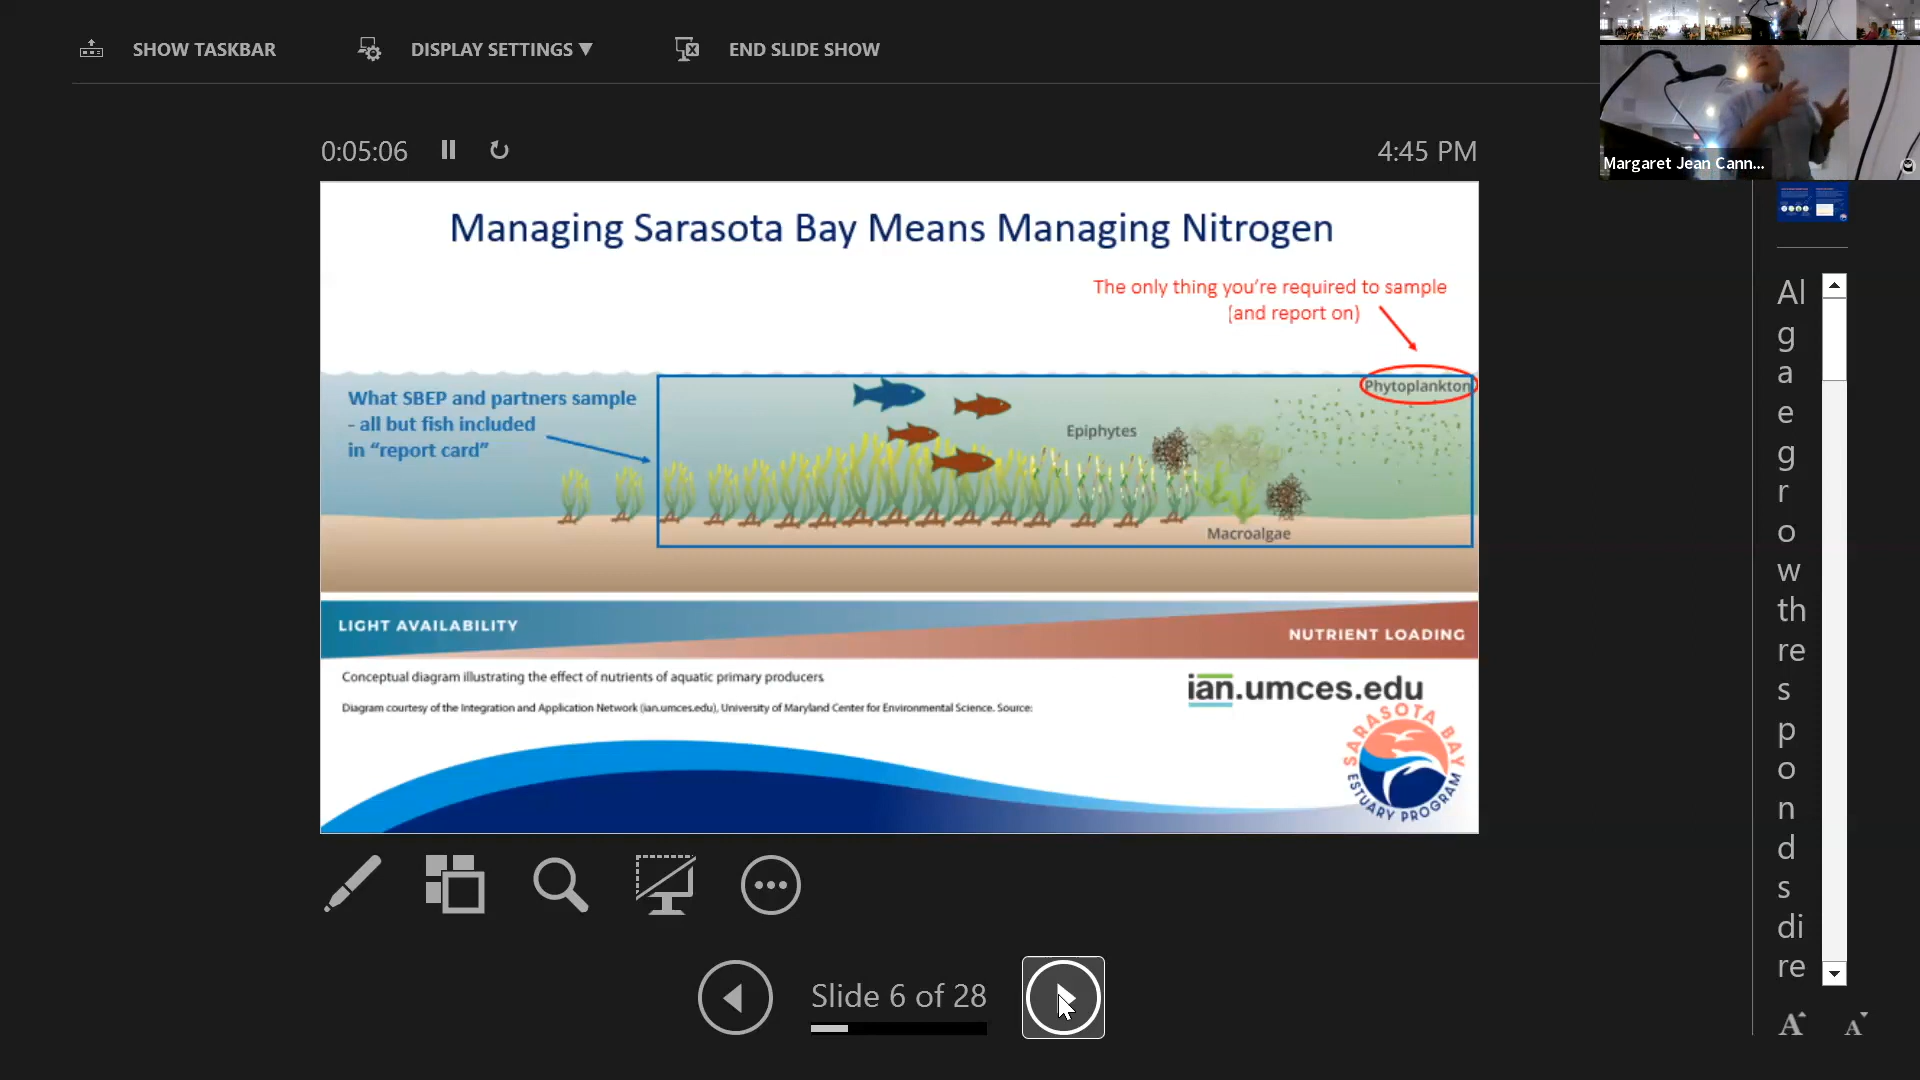 SHOW TASKBAR
DISPLAY SETTINGS ▼
END SLIDE SHOW
Margaret Jean Cann...
0:05:06
4:45 PM
Managing Sarasota Bay Means Managing Nitrogen
The only thing you're required to sample
(and report on)
What SBEP and partners sample
- all but fish included
in “report card”
Phytoplankton
Epiphytes
Macroalgae
LIGHT AVAILABILITY
NUTRIENT LOADING
Conceptual diagram illustrating the effect of nutrients of aquatic primary producers
Diagram courtesy of the Integration and Application Network (ian.umces.edu), University of Maryland Center for Environmental Science. Source:
ian.umces.edu
SARASOTA BAY
ESTUARY PROGRAM
Slide 6 of 28
Al
g
a
e
g
r
o
w
th
re
s
p
o
n
d
s
di
re
A
A